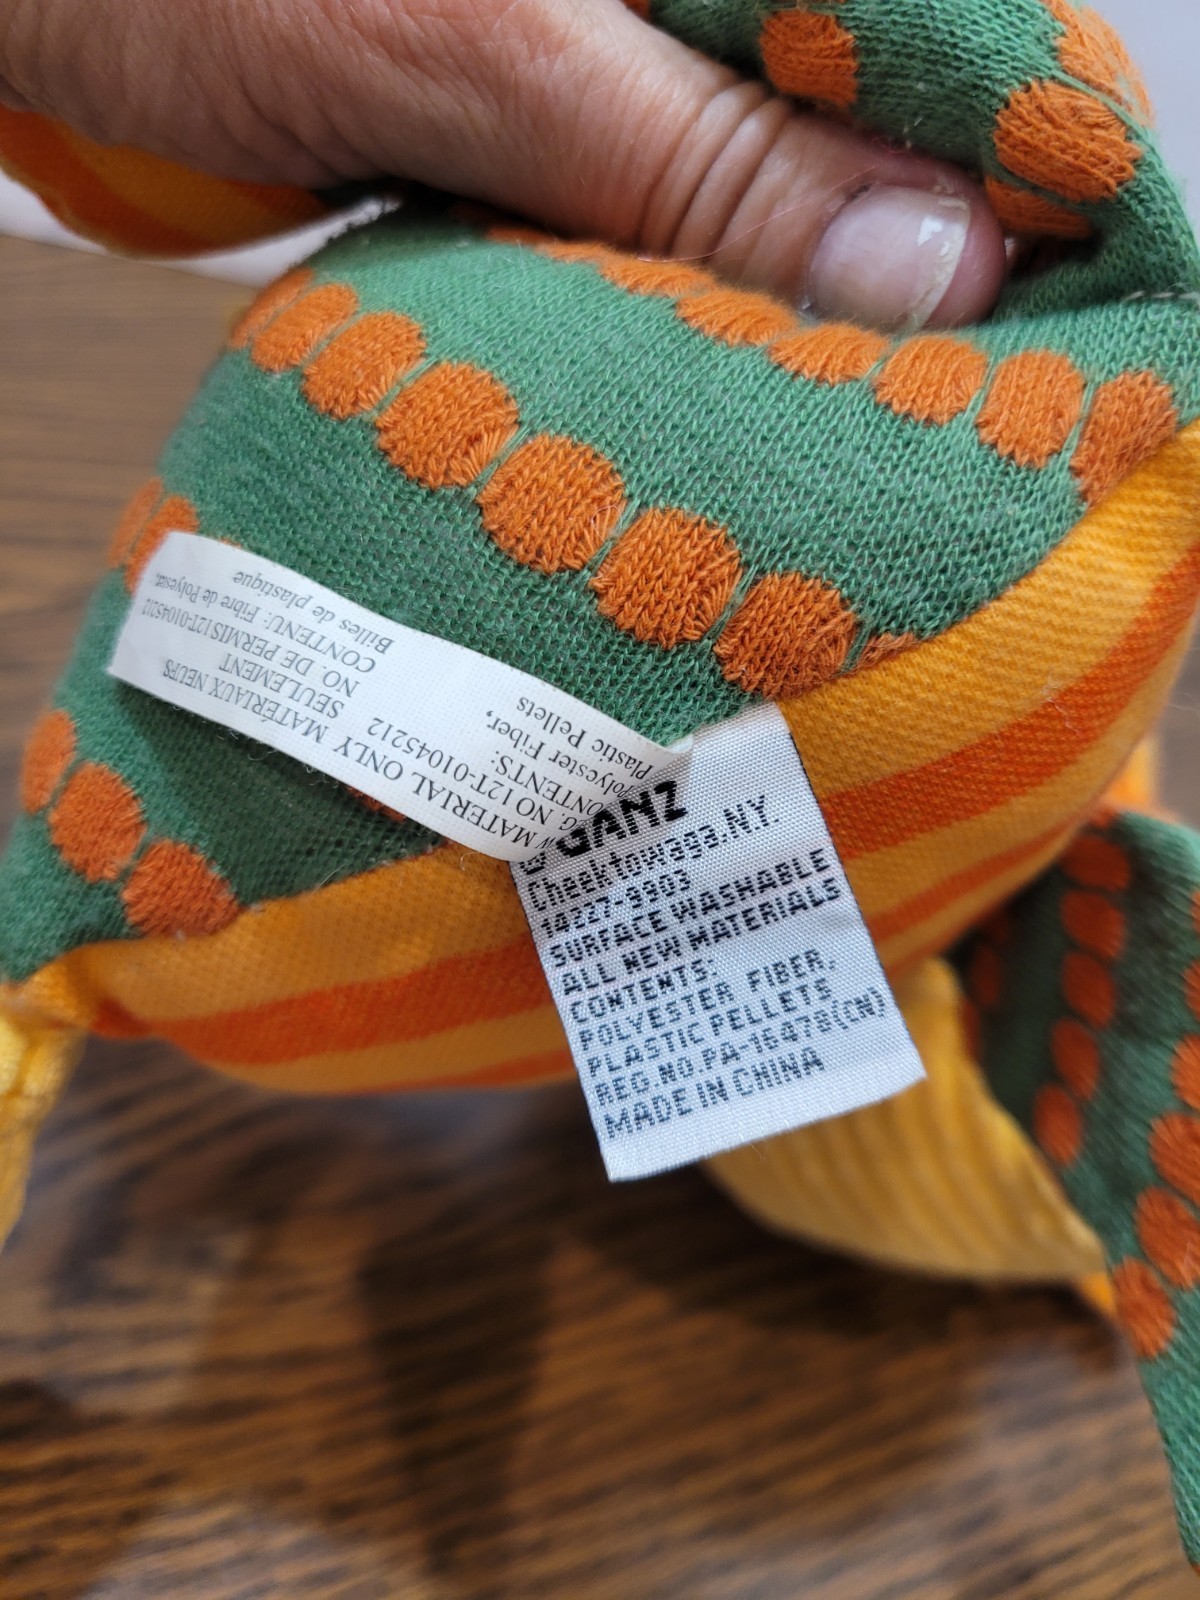 © GANZ
Cheektowaga.N.Y.
14227-9903
SURFACE WASHABLE
ALL NEW MATERIALS
CONTENTS:
POLYESTER FIBER,
PLASTIC PELLETS
REG.NO.PA-16478(CN)
MADE IN CHINA
MATERIAL ONLY
NO 12T-01045212
CONTENTS:
Polyester Fiber,
Plastic Pellets
MATÉRIAUX NEUFS
SEULEMENT
NO. DE PERMIS 12T-01045212
CONTENU: Fibre de Polyest.
Billes de plastique